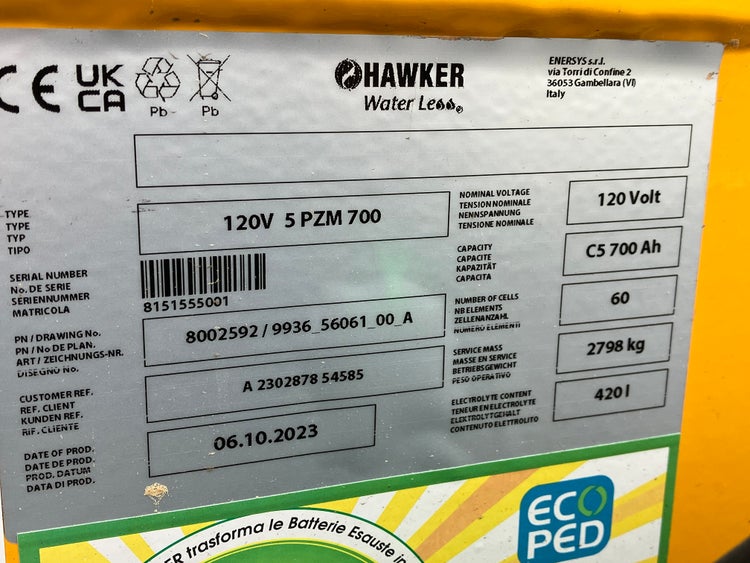 CE UK CA
Pb Pb
HAWKER
Water Less®
ENERSYS s.r.l.
via Torri di Confine 2
36053 Gambellara (VI)
Italy
TYPE
TYPE
TYP
TIPO
120V 5 PZM 700
NOMINAL VOLTAGE
TENSION NOMINALE
NENNSPANNUNG
TENSIONE NOMINALE
120 Volt
SERIAL NUMBER
No. DE SERIE
SERIENNUMMER
MATRICOLA
8151555001
CAPACITY
CAPACITE
KAPAZITÄT
CAPACITA
C5 700 Ah
PN / DRAWING No.
PN / No DE PLAN.
ART / ZEICHNUNGS-NR.
DISEGNO No.
8002592 / 9936_56061_00_A
NUMBER OF CELLS
NB ELEMENTS
ZELLENANZAHL
NUMERO ELEMENTI
60
CUSTOMER REF.
REF. CLIENT
KUNDEN REF.
RIF. CLIENTE
A 2302878 54585
SERVICE MASS
MASSE EN SERVICE
BETRIEBSGEWICHT
PESO OPERATIVO
2798 kg
DATE OF PROD.
DATE DE PROD.
PROD. DATUM
DATA DI PROD.
06.10.2023
ELECTROLYTE CONTENT
TENEUR EN ELECTROLYTE
ELEKTROLYTGEHALT
CONTENUTO ELETTROLITO
420 l
ER trasforma le Batterie Esauste in
ECO
PED